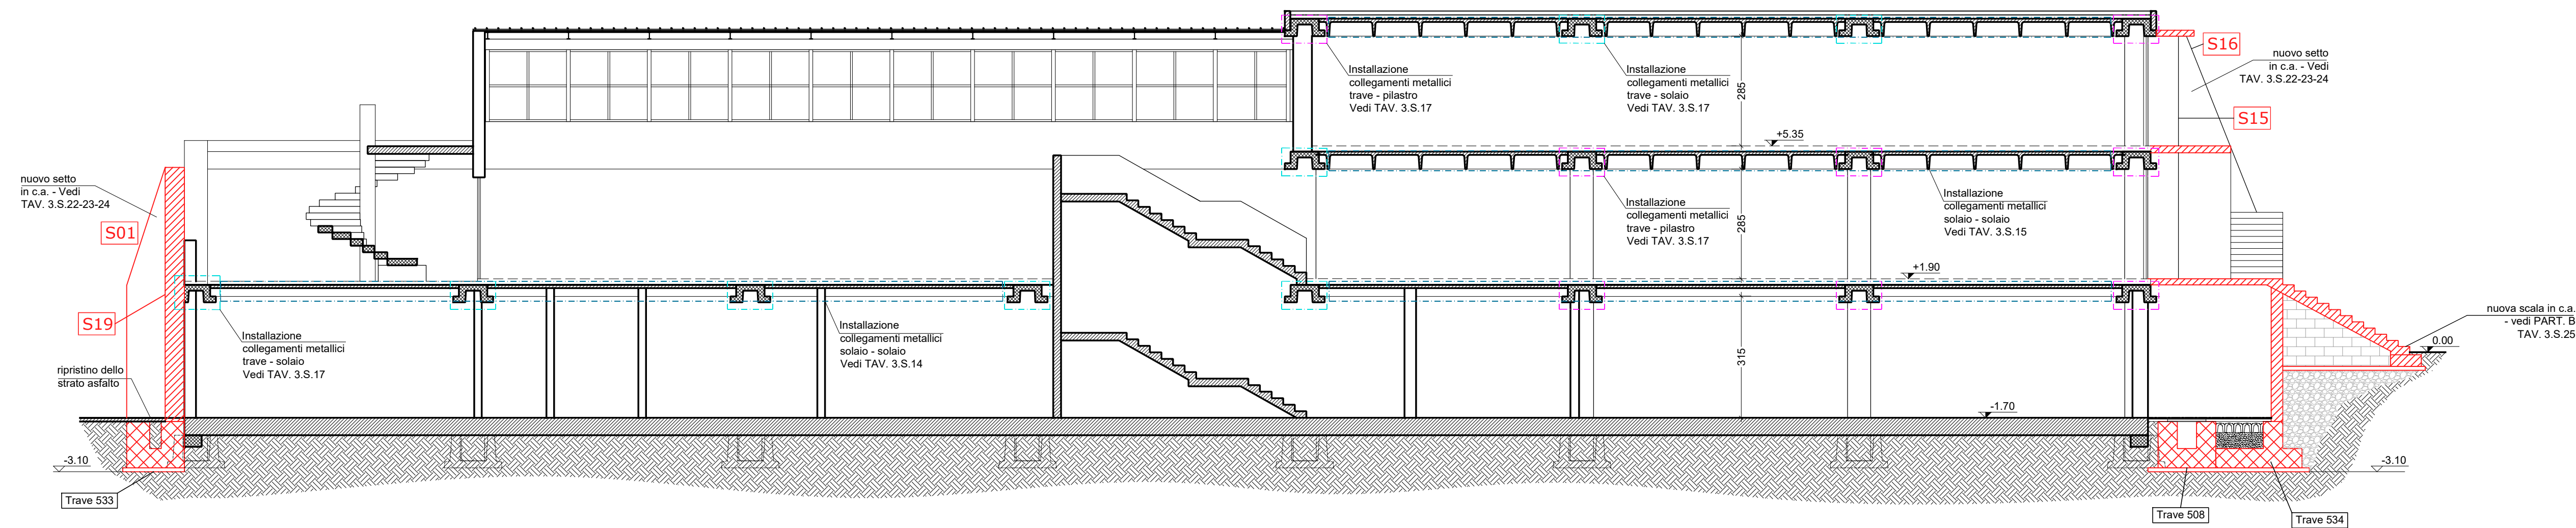 Installazione
collegamenti metallici
trave - pilastro
Vedi TAV. 3.S.17
Installazione
collegamenti metallici
trave - solaio
Vedi TAV. 3.S.17
285
S16
nuovo setto
in c.a. - Vedi
TAV. 3.S.22-23-24
S15
+5.35
nuovo setto
in c.a. - Vedi
TAV. 3.S.22-23-24
S01
Installazione
collegamenti metallici
trave - pilastro
Vedi TAV. 3.S.17
285
Installazione
collegamenti metallici
solaio - solaio
Vedi TAV. 3.S.15
+1.90
S19
Installazione
collegamenti metallici
trave - solaio
Vedi TAV. 3.S.17
Installazione
collegamenti metallici
solaio - solaio
Vedi TAV. 3.S.14
315
nuova scala in c.a.
- vedi PART. B
TAV. 3.S.25
0.00
ripristino dello
strato asfalto
-1.70
-3.10
-3.10
Trave 533
Trave 508
Trave 534